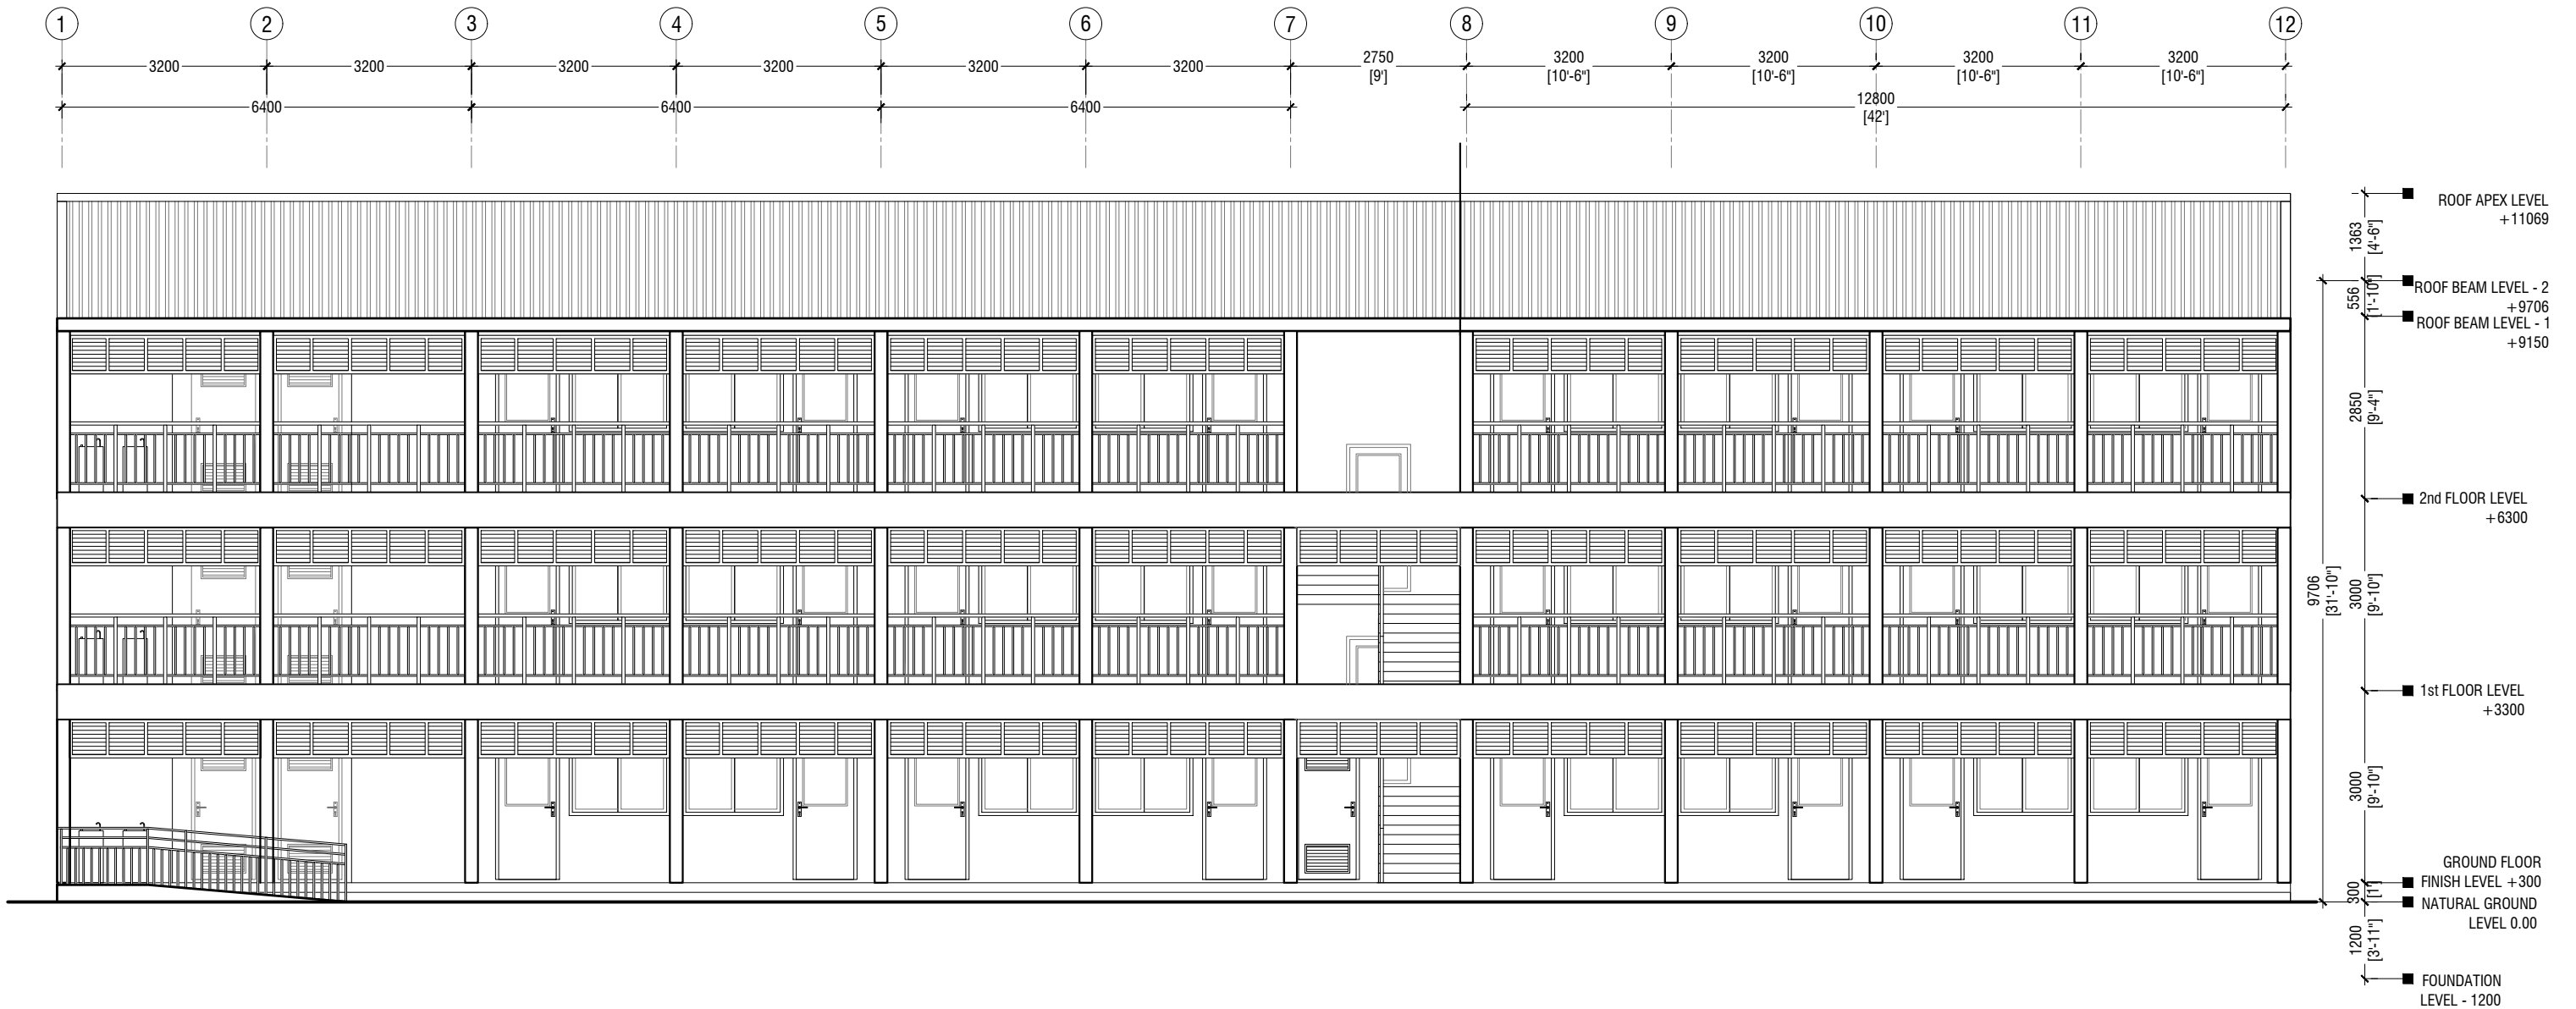 1 2 3 4 5 6 7 8 9 10 11 12
3200 3200 3200 3200 3200 3200 2750 3200 3200 3200 3200
[9'] [10'-6"] [10'-6"] [10'-6"] [10'-6"]
6400 6400 6400 12800
[42']
ROOF APEX LEVEL
+11069
1363
[4'-6"]
ROOF BEAM LEVEL - 2
+9706
556
[1'-10"]
ROOF BEAM LEVEL - 1
+9150
2850
[9'-4"]
2nd FLOOR LEVEL
+6300
9706
[31'-10"]
3000
[9'-10"]
1st FLOOR LEVEL
+3300
3000
[9'-10"]
GROUND FLOOR
FINISH LEVEL +300
300
[1']
NATURAL GROUND
LEVEL 0.00
1200
[3'-11"]
FOUNDATION
LEVEL - 1200